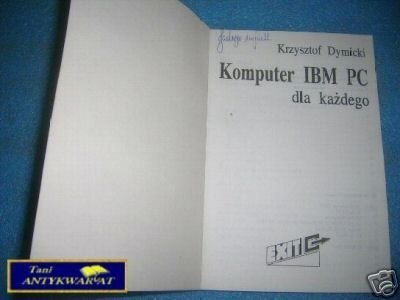 Krzysztof Dymicki
Komputer IBM PC
dla każdego
EXIT
Tani
ANTYKWARIAT